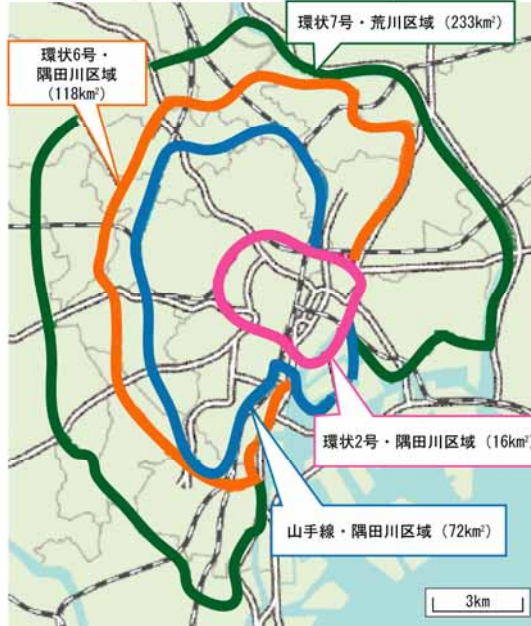 環状7号・荒川区域（233km²）
環状6号・
隅田川区域
（118km²）
環状2号・隅田川区域（16km²）
山手線・隅田川区域（72km²）
3km